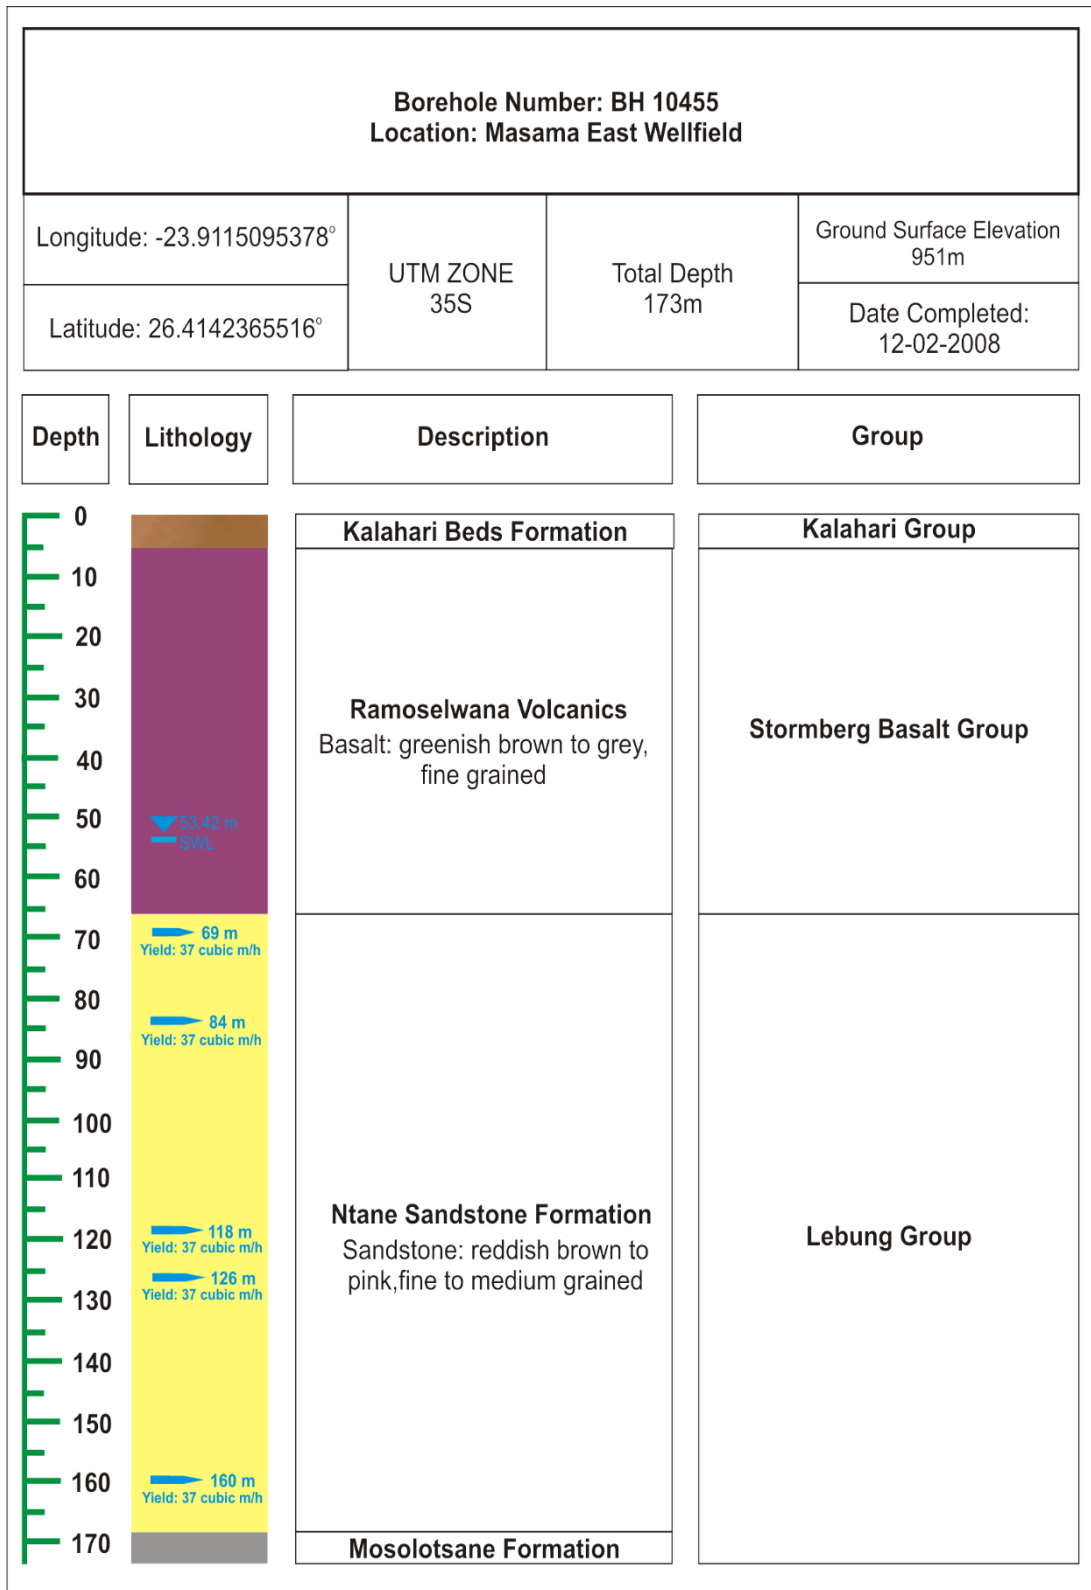 Borehole Number: BH 10455
Location: Masama East Wellfield
Longitude: -23.9115095378°
Latitude: 26.4142365516°
UTM ZONE
35S
Total Depth
173m
Ground Surface Elevation
951m
Date Completed:
12-02-2008
Depth
Lithology
Description
Group
0
10
20
30
40
50
60
70
80
90
100
110
120
130
140
150
160
170
53.42 m
SWL
69 m
Yield: 37 cubic m/h
84 m
Yield: 37 cubic m/h
118 m
Yield: 37 cubic m/h
126 m
Yield: 37 cubic m/h
160 m
Yield: 37 cubic m/h
Kalahari Beds Formation
Ramoselwana Volcanics
Basalt: greenish brown to grey,
fine grained
Ntane Sandstone Formation
Sandstone: reddish brown to
pink,fine to medium grained
Mosolotsane Formation
Kalahari Group
Stormberg Basalt Group
Lebung Group